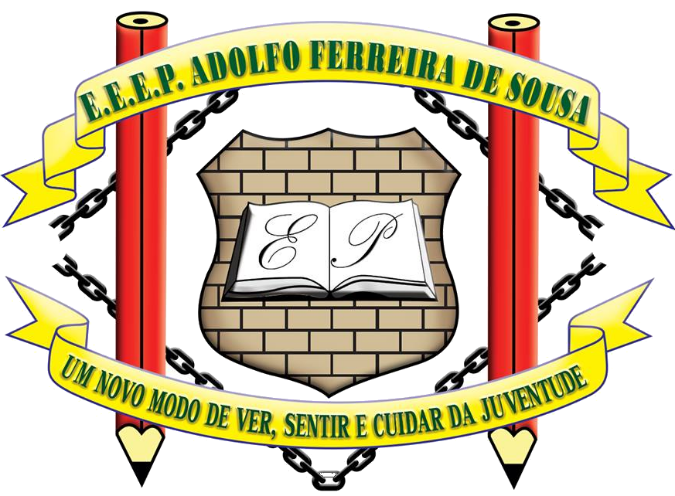 E.E.E.P. ADOLFO FERREIRA DE SOUSA
E P
UM NOVO MODO DE VER, SENTIR E CUIDAR DA JUVENTUDE